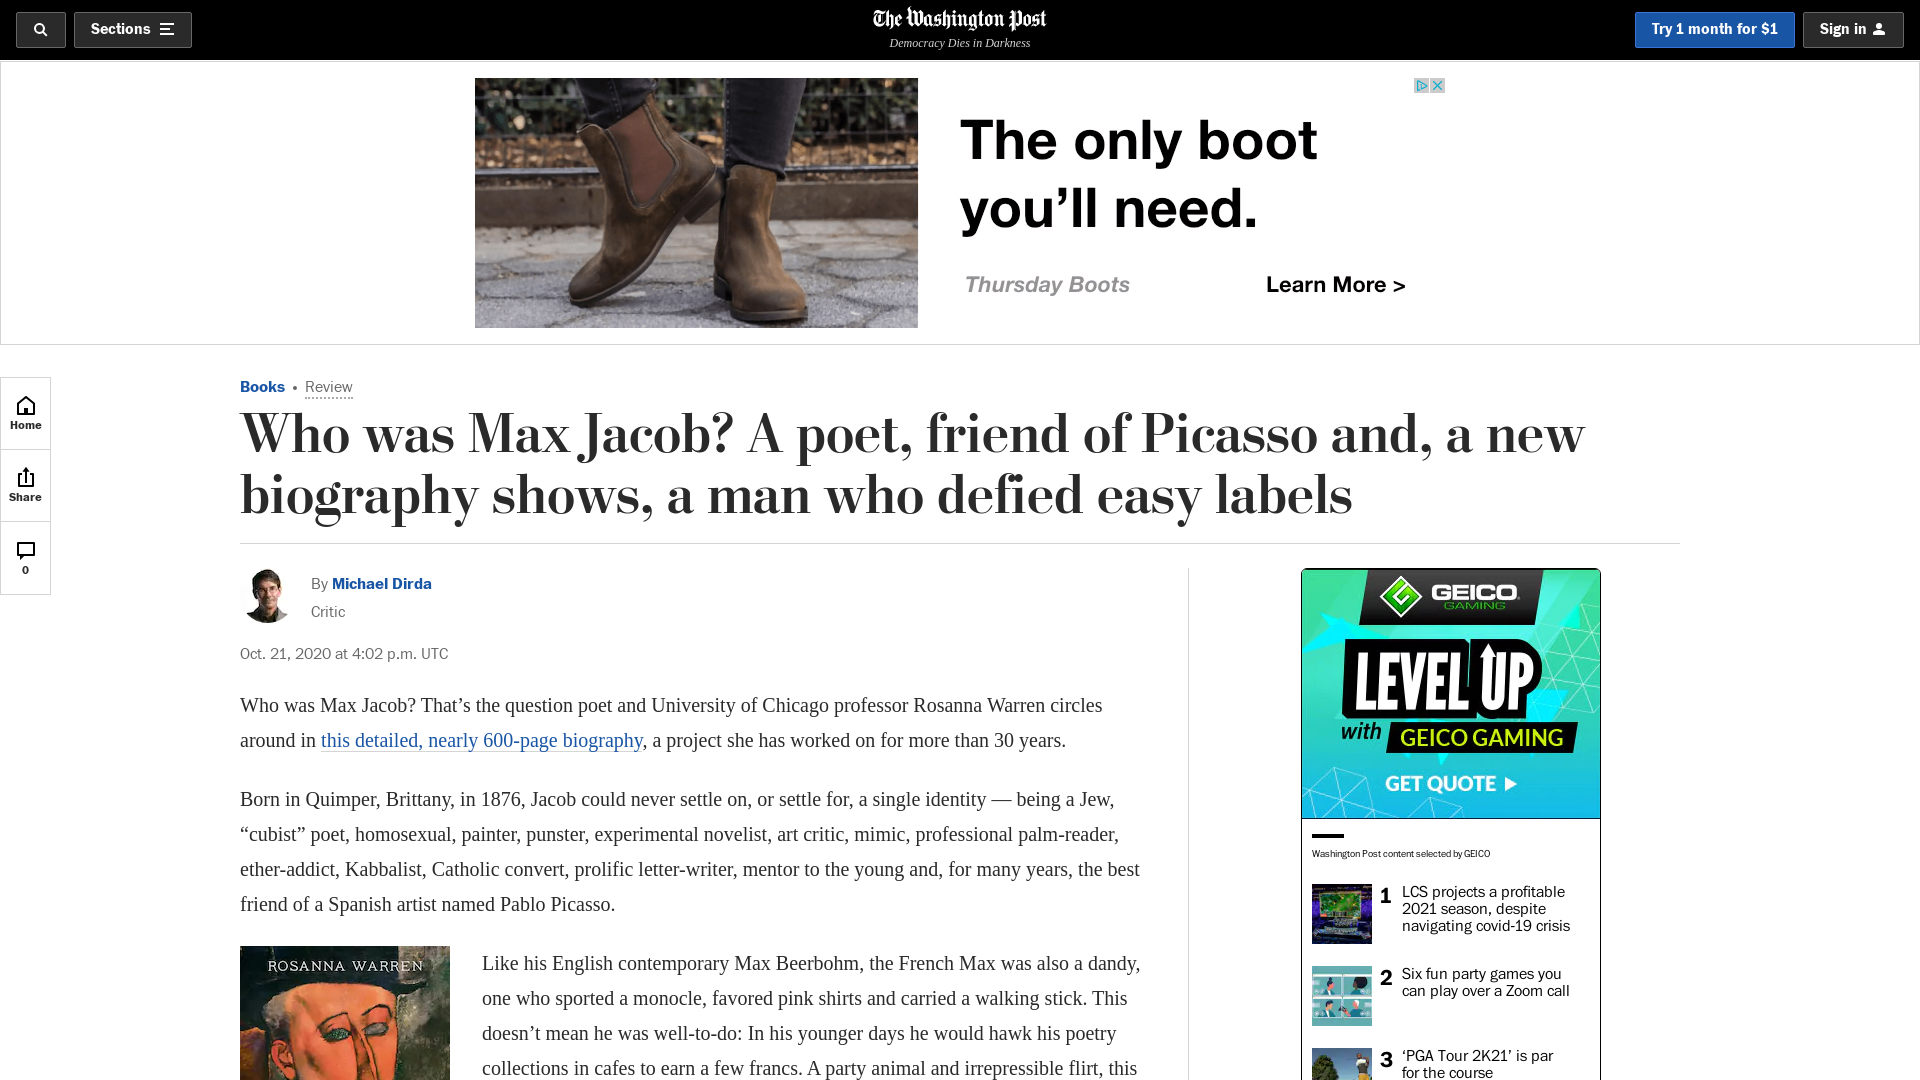 Sections
The Washington Post
Democracy Dies in Darkness
Try 1 month for $1
Sign in
The only boot
you’ll need.
Thursday Boots
Learn More >
Home
Share
0
Books • Review
Who was Max Jacob? A poet, friend of Picasso and, a new
biography shows, a man who defied easy labels
By Michael Dirda
Critic
Oct. 21, 2020 at 4:02 p.m. UTC
Who was Max Jacob? That’s the question poet and University of Chicago professor Rosanna Warren circles
around in this detailed, nearly 600-page biography, a project she has worked on for more than 30 years.
Born in Quimper, Brittany, in 1876, Jacob could never settle on, or settle for, a single identity — being a Jew,
“cubist” poet, homosexual, painter, punster, experimental novelist, art critic, mimic, professional palm-reader,
ether-addict, Kabbalist, Catholic convert, prolific letter-writer, mentor to the young and, for many years, the best
friend of a Spanish artist named Pablo Picasso.
ROSANNA WARREN
Like his English contemporary Max Beerbohm, the French Max was also a dandy,
one who sported a monocle, favored pink shirts and carried a walking stick. This
doesn’t mean he was well-to-do: In his younger days he would hawk his poetry
collections in cafes to earn a few francs. A party animal and irrepressible flirt, this
GEICO
GAMING
LEVEL UP
with GEICO GAMING
GET QUOTE
Washington Post content selected by GEICO
1 LCS projects a profitable
2021 season, despite
navigating covid-19 crisis
2 Six fun party games you
can play over a Zoom call
3 ‘PGA Tour 2K21’ is par
for the course